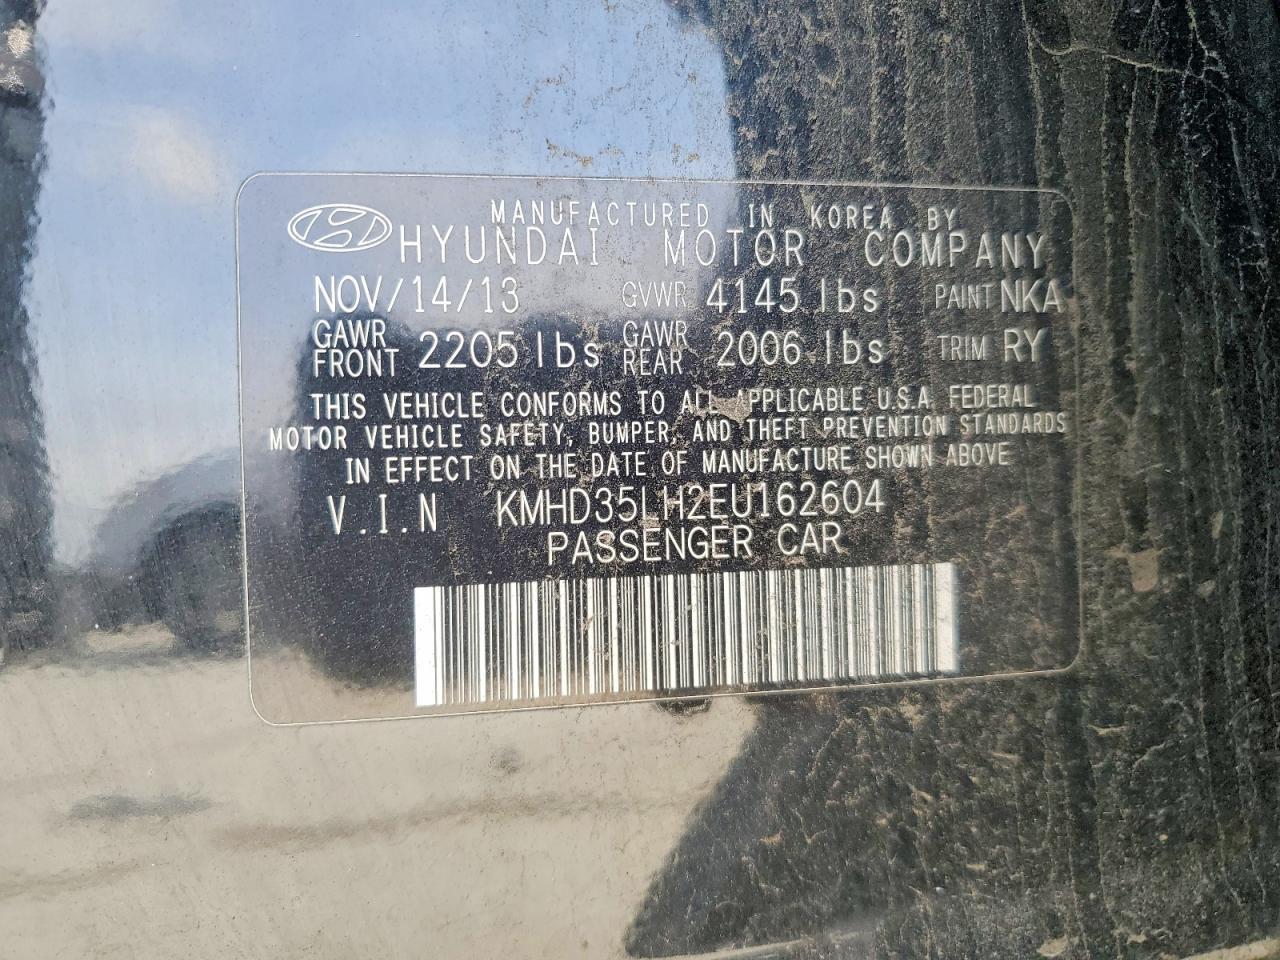 MANUFACTURED IN KOREA BY
HYUNDAI MOTOR COMPANY
NOV/14/13 GVWR 4145 lbs PAINT NKA
GAWR FRONT 2205 lbs GAWR REAR 2006 lbs TRIM RY
THIS VEHICLE CONFORMS TO ALL APPLICABLE U.S.A. FEDERAL
MOTOR VEHICLE SAFETY, BUMPER, AND THEFT PREVENTION STANDARDS
IN EFFECT ON THE DATE OF MANUFACTURE SHOWN ABOVE
V.I.N KMHD35LH2EU162604
PASSENGER CAR